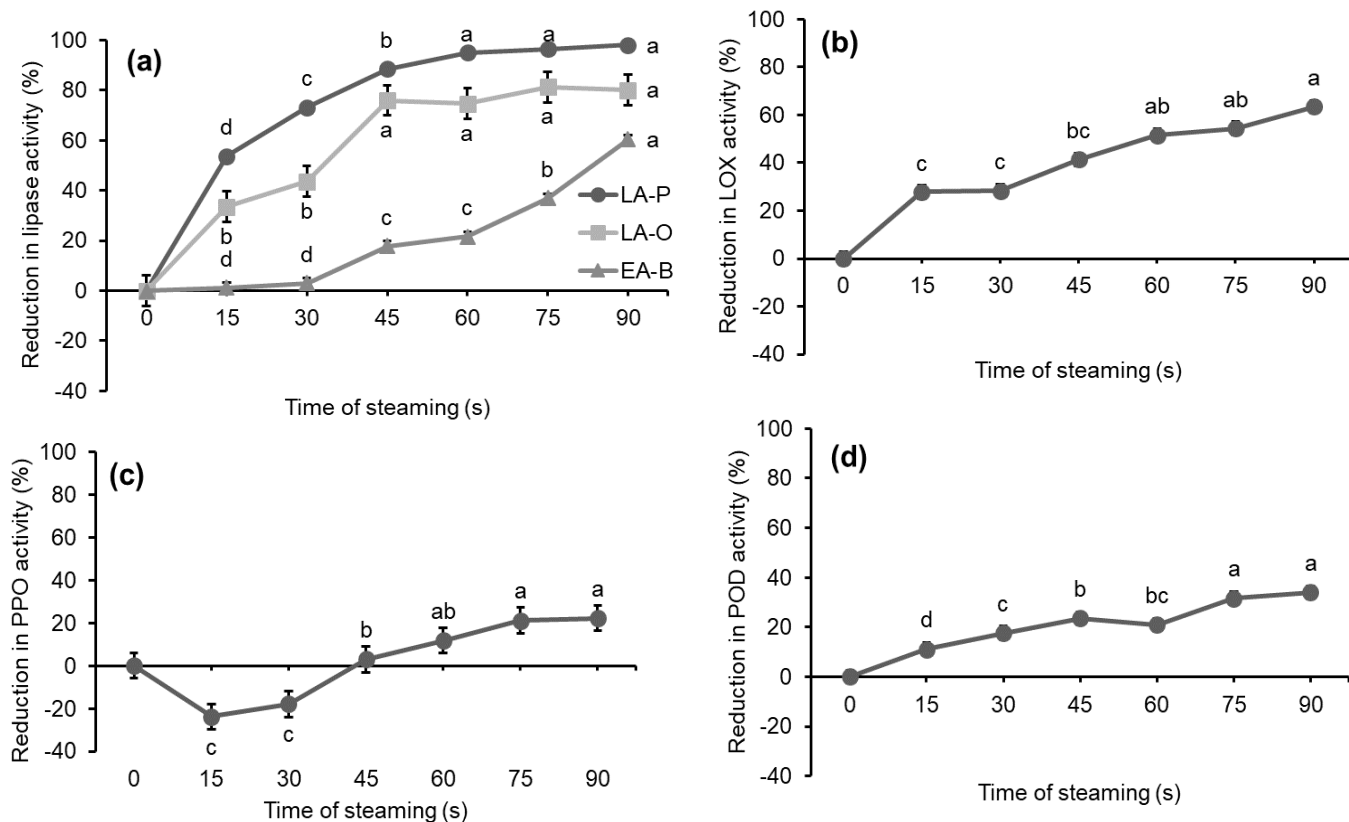 (a)
Reduction in lipase activity (%)
100
80
60
40
20
0
-20
-40
d
c
b
a
a
a
b
b
a
a
a
a
d
d
c
c
b
a
LA-P
LA-O
EA-B
0 15 30 45 60 75 90
Time of steaming (s)
(b)
Reduction in LOX activity (%)
100
80
60
40
20
0
-20
-40
c
c
bc
ab
ab
a
0 15 30 45 60 75 90
Time of steaming (s)
(c)
Reduction in PPO activity (%)
100
80
60
40
20
0
-20
-40
c
c
b
ab
a
a
0 15 30 45 60 75 90
Time of steaming (s)
(d)
Reduction in POD activity (%)
100
80
60
40
20
0
-20
-40
d
c
b
bc
a
a
0 15 30 45 60 75 90
Time of steaming (s)